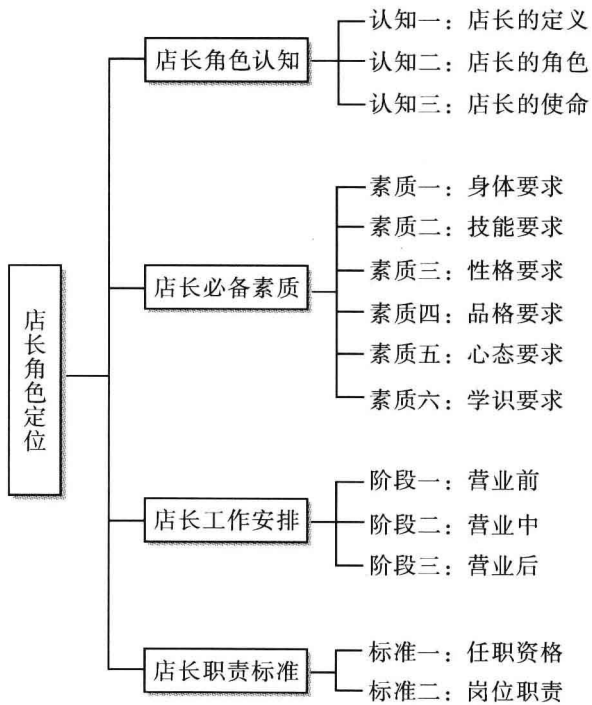 店长角色定位
店长角色认知
认知一：店长的定义
认知二：店长的角色
认知三：店长的使命
店长必备素质
素质一：身体要求
素质二：技能要求
素质三：性格要求
素质四：品格要求
素质五：心态要求
素质六：学识要求
店长工作安排
阶段一：营业前
阶段二：营业中
阶段三：营业后
店长职责标准
标准一：任职资格
标准二：岗位职责